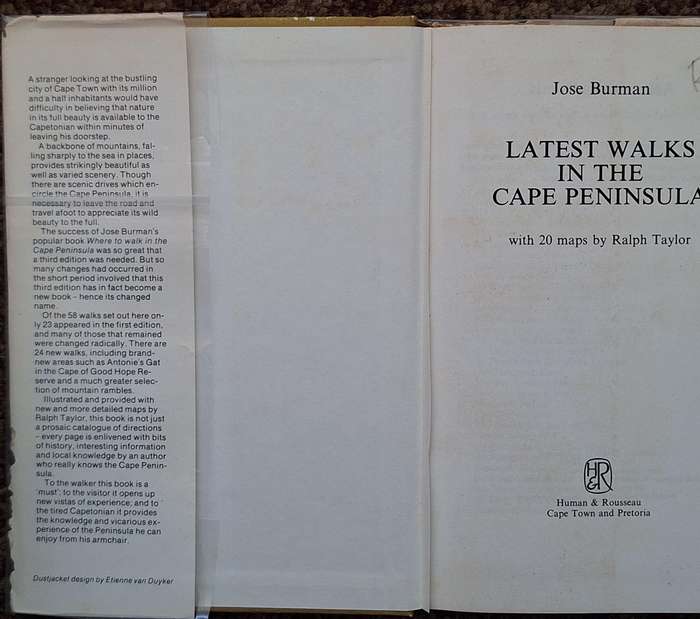 A stranger looking at the bustling
city of Cape Town with its million
and a half inhabitants would have
difficulty in believing that nature
in its full beauty is available to the
Capetonian within minutes of
leaving his doorstep.
A backbone of mountains, fal-
ling sharply to the sea in places,
provides strikingly beautiful as
well as varied scenery. Though
there are scenic drives which en-
circle the Cape Peninsula, it is
necessary to leave the road and
travel afoot to appreciate its wild
beauty to the full.
The success of Jose Burman's
popular book Where to walk in the
Cape Peninsula was so great that
a third edition was needed. But so
many changes had occurred in
the short period involved that this
third edition has in fact become a
new book – hence its changed
name.
Of the 58 walks set out here on-
ly 23 appeared in the first edition,
and many of those that remained
were changed radically. There are
24 new walks, including brand-
new areas such as Antonie's Gat
in the Cape of Good Hope Re-
serve and a much greater selec-
tion of mountain rambles.
Illustrated and provided with
new and more detailed maps by
Ralph Taylor, this book is not just
a prosaic catalogue of directions
– every page is enlivened with bits
of history, interesting information
and local knowledge by an author
who really knows the Cape Penin-
sula.
To the walker this book is a
'must'; to the visitor it opens up
new vistas of experience; and to
the tired Capetonian it provides
the knowledge and vicarious ex-
perience of the Peninsula he can
enjoy from his armchair.
Dustjacket design by Etienne van Duyker
Jose Burman
LATEST WALKS
IN THE
CAPE PENINSULA
with 20 maps by Ralph Taylor
H&R
Human & Rousseau
Cape Town and Pretoria